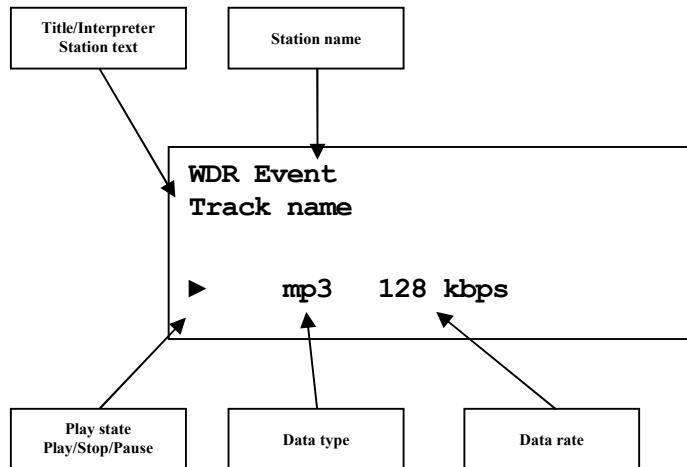 Title/Interpreter
Station text
Station name
WDR Event
Track name
► mp3 128 kbps
Play state
Play/Stop/Pause
Data type
Data rate